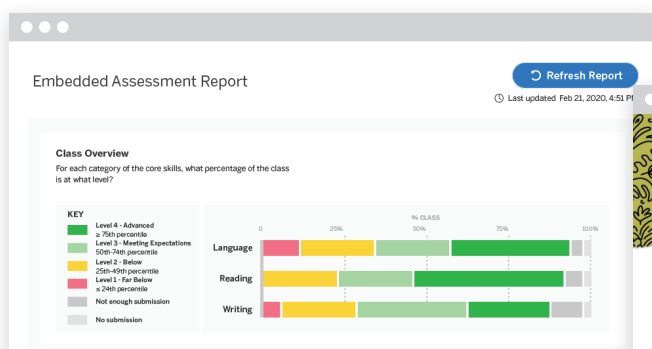 Embedded Assessment Report
Refresh Report
Last updated Feb 21, 2020, 4:51 P
Class Overview
For each category of the core skills, what percentage of the class
is at what level?
KEY
Level 4 - Advanced
≥ 75th percentile
Level 3 - Meeting Expectations
50th-74th percentile
Level 2 - Below
25th-49th percentile
Level 1 - Far Below
≤ 24th percentile
Not enough submission
No submission
% CLASS
0 25% 50% 75% 100%
Language
Reading
Writing